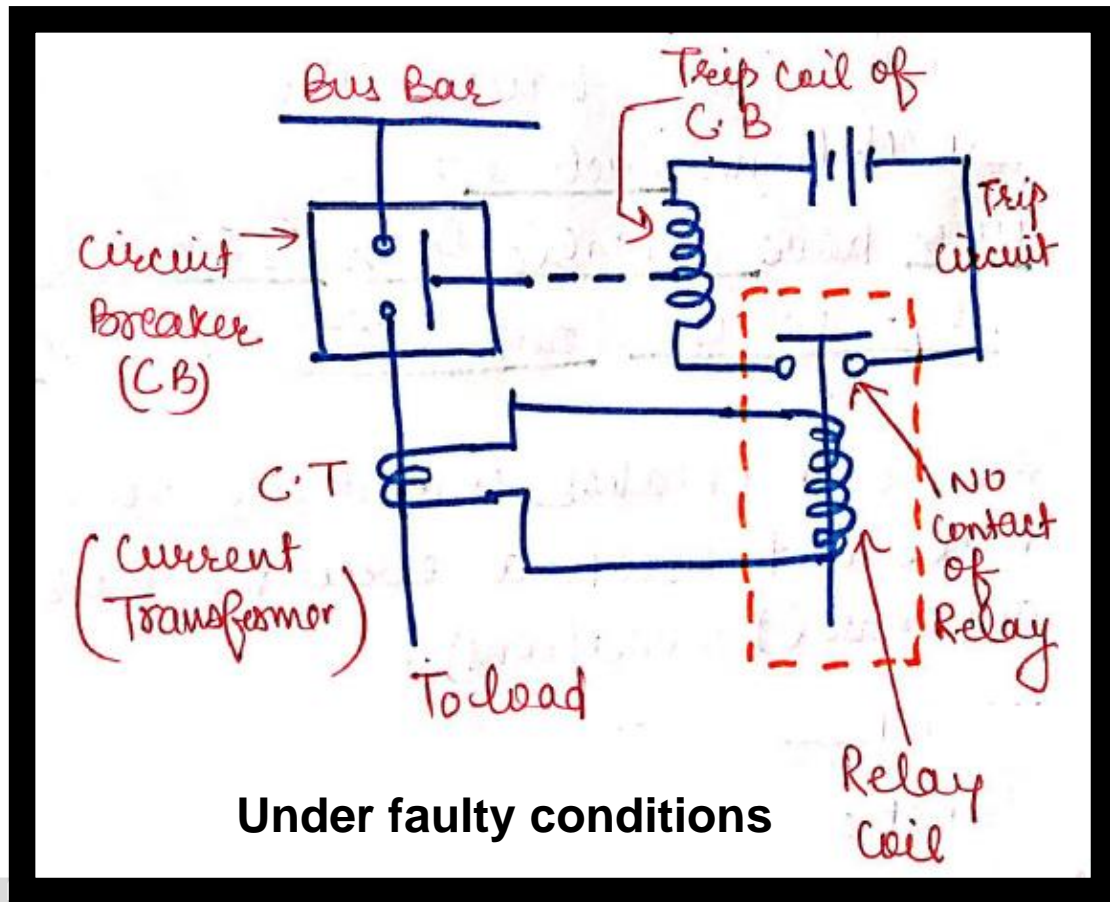 Bus Bar
Trip coil of
C.B
Trip
circuit
Circuit
Breaker
(CB)
C.T
(Current
Transformer)
NO
Contact
of
Relay
To load
Relay
Coil
Under faulty conditions